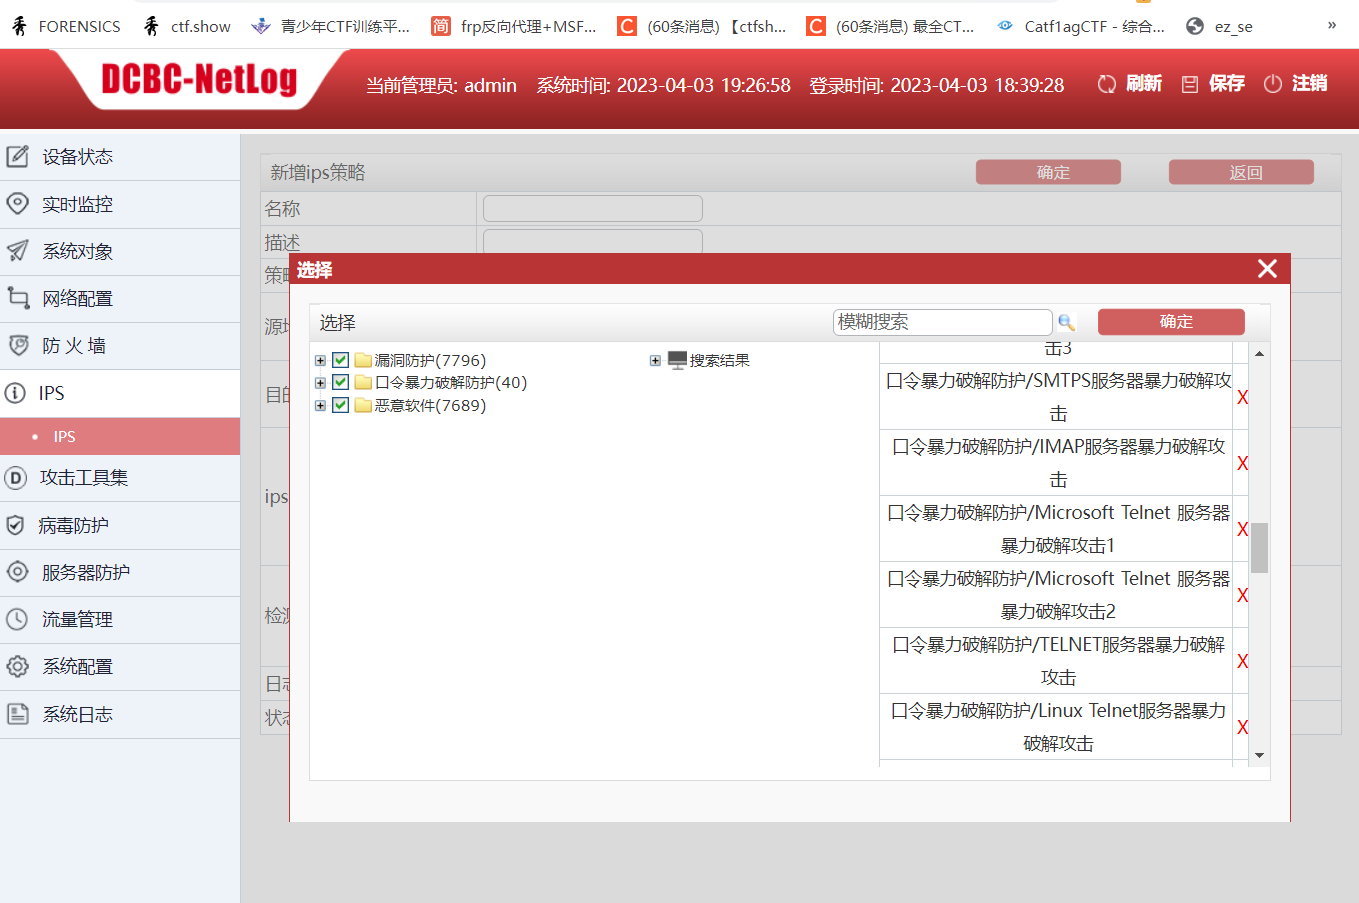 FORENSICS ctf.show 青少年CTF训练平... 简 frp反向代理+MSF... C (60条消息) 【ctfsh... C (60条消息) 最全CT... Catf1agCTF - 综合... ez_se »
DCBC-NetLog 当前管理员: admin 系统时间: 2023-04-03 19:26:58 登录时间: 2023-04-03 18:39:28 刷新 保存 注销
设备状态
实时监控
系统对象
网络配置
防 火 墙
IPS
IPS
攻击工具集
病毒防护
服务器防护
流量管理
系统配置
系统日志
新增ips策略 确定 返回
名称
描述
策略
源地
目的
ips
检测
日志
状态
选择
选择 模糊搜索 确定
漏洞防护(7796)
口令暴力破解防护(40)
恶意软件(7689)
搜索结果
击3
口令暴力破解防护/SMTPS服务器暴力破解攻
击 X
口令暴力破解防护/IMAP服务器暴力破解攻
击 X
口令暴力破解防护/Microsoft Telnet 服务器
暴力破解攻击1 X
口令暴力破解防护/Microsoft Telnet 服务器
暴力破解攻击2 X
口令暴力破解防护/TELNET服务器暴力破解
攻击 X
口令暴力破解防护/Linux Telnet服务器暴力
破解攻击 X